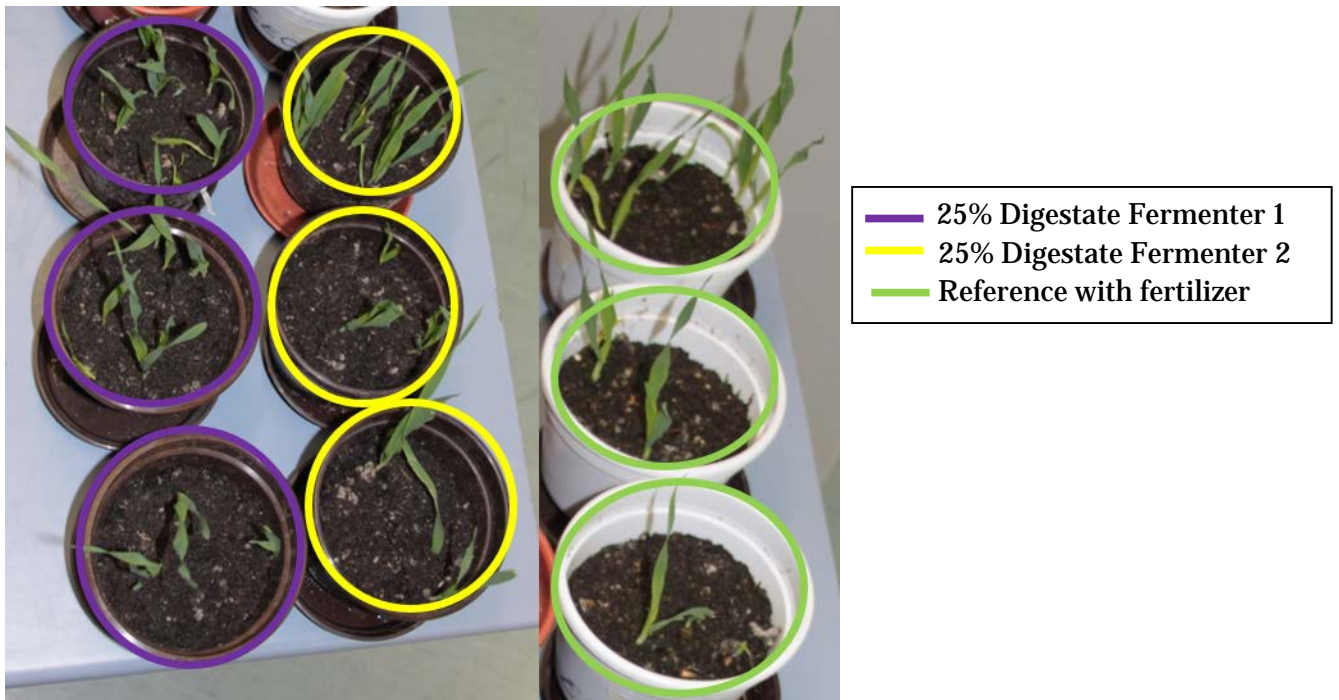 25% Digestate Fermenter 1
25% Digestate Fermenter 2
Reference with fertilizer